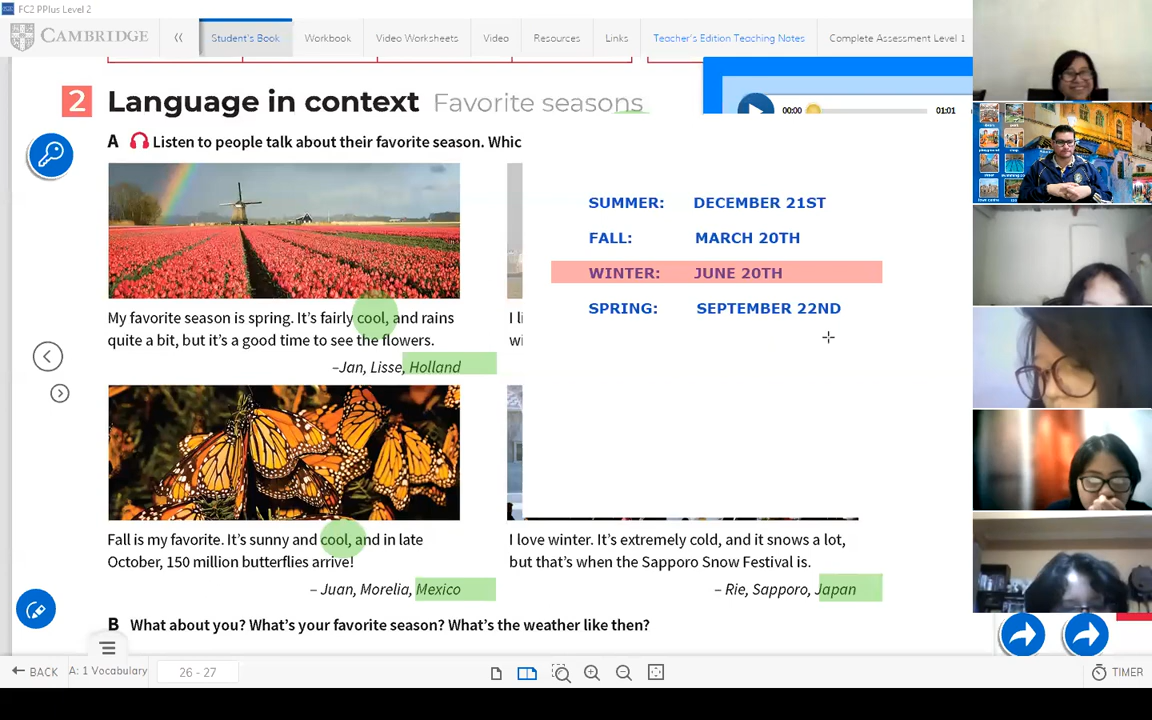 FC2 PPlus Level 2
CAMBRIDGE
Student's Book
Workbook
Video Worksheets
Video
Resources
Links
Teacher's Edition Teaching Notes
Complete Assessment Level 1
2 Language in context Favorite seasons
00:00
01:01
A Listen to people talk about their favorite season. Whic
SUMMER: DECEMBER 21ST
FALL: MARCH 20TH
WINTER: JUNE 20TH
SPRING: SEPTEMBER 22ND
My favorite season is spring. It's fairly cool, and rains
quite a bit, but it's a good time to see the flowers.
–Jan, Lisse, Holland
I li
wi
Fall is my favorite. It's sunny and cool, and in late
October, 150 million butterflies arrive!
– Juan, Morelia, Mexico
I love winter. It's extremely cold, and it snows a lot,
but that's when the Sapporo Snow Festival is.
– Rie, Sapporo, Japan
B What about you? What's your favorite season? What's the weather like then?
BACK
A: 1 Vocabulary
26 - 27
TIMER